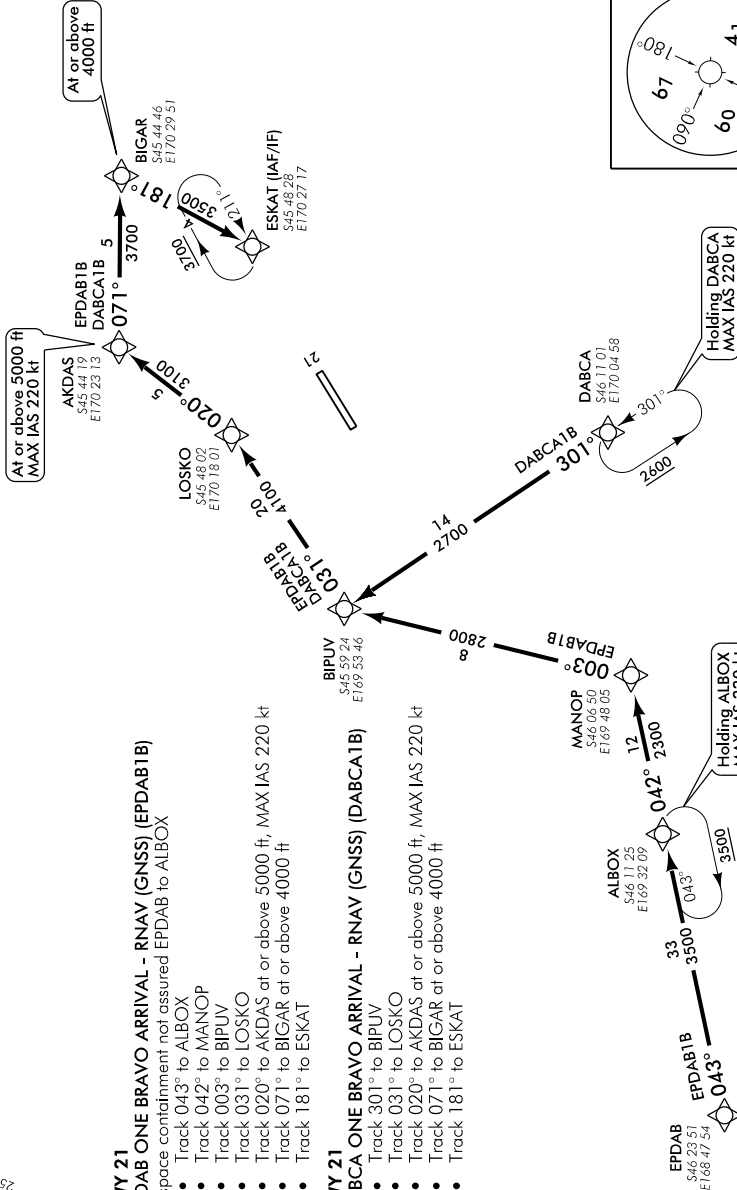 At or above
4000 ft
BIGAR
S45 44 46
E170 29 51
181°
3500
4
3700
211°
ESKAT (IAF/IF)
S45 48 28
E170 27 17
5
3700
EPDAB1B
DABCA1B
071°
At or above 5000 ft
MAX IAS 220 kt
AKDAS
S45 44 19
E170 23 13
5
3100
020°
LOSKO
S45 48 02
E170 18 01
21
20
4100
031°
EPDAB1B
DABCA1B
BIPUV
S45 59 24
E169 53 46
180°
67
090°
60
41
DABCA
S46 11 01
E170 04 58
DABCA1B
301°
301°
2600
Holding DABCA
MAX IAS 220 kt
14
2700
8
2800
EPDAB1B
003°
MANOP
S46 06 50
E169 48 05
12
2300
042°
ALBOX
S46 11 25
E169 32 09
043°
3500
Holding ALBOX
33
3500
EPDAB1B
043°
EPDAB
S46 23 51
E168 47 54
25
VY 21
DAB ONE BRAVO ARRIVAL – RNAV (GNSS) (EPDAB1B)
space containment not assured EPDAB to ALBOX
• Track 043° to ALBOX
• Track 042° to MANOP
• Track 003° to BIPUV
• Track 031° to LOSKO
• Track 020° to AKDAS at or above 5000 ft, MAX IAS 220 kt
• Track 071° to BIGAR at or above 4000 ft
• Track 181° to ESKAT
VY 21
BCA ONE BRAVO ARRIVAL – RNAV (GNSS) (DABCA1B)
• Track 301° to BIPUV
• Track 031° to LOSKO
• Track 020° to AKDAS at or above 5000 ft, MAX IAS 220 kt
• Track 071° to BIGAR at or above 4000 ft
• Track 181° to ESKAT